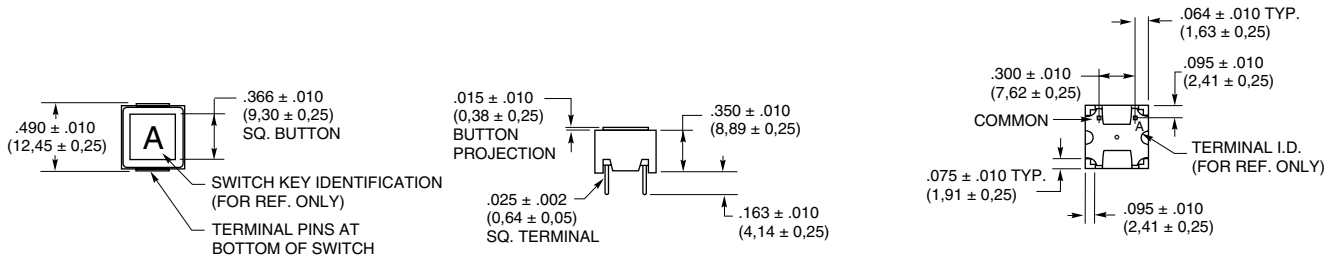 .490 ± .010
(12,45 ± 0,25)
A
.366 ± .010
(9,30 ± 0,25)
SQ. BUTTON
SWITCH KEY IDENTIFICATION
(FOR REF. ONLY)
TERMINAL PINS AT
BOTTOM OF SWITCH
.015 ± .010
(0,38 ± 0,25)
BUTTON
PROJECTION
.350 ± .010
(8,89 ± 0,25)
.025 ± .002
(0,64 ± 0,05)
SQ. TERMINAL
.163 ± .010
(4,14 ± 0,25)
.064 ± .010 TYP.
(1,63 ± 0,25)
.300 ± .010
(7,62 ± 0,25)
.095 ± .010
(2,41 ± 0,25)
COMMON
A
TERMINAL I.D.
(FOR REF. ONLY)
.075 ± .010 TYP.
(1,91 ± 0,25)
.095 ± .010
(2,41 ± 0,25)